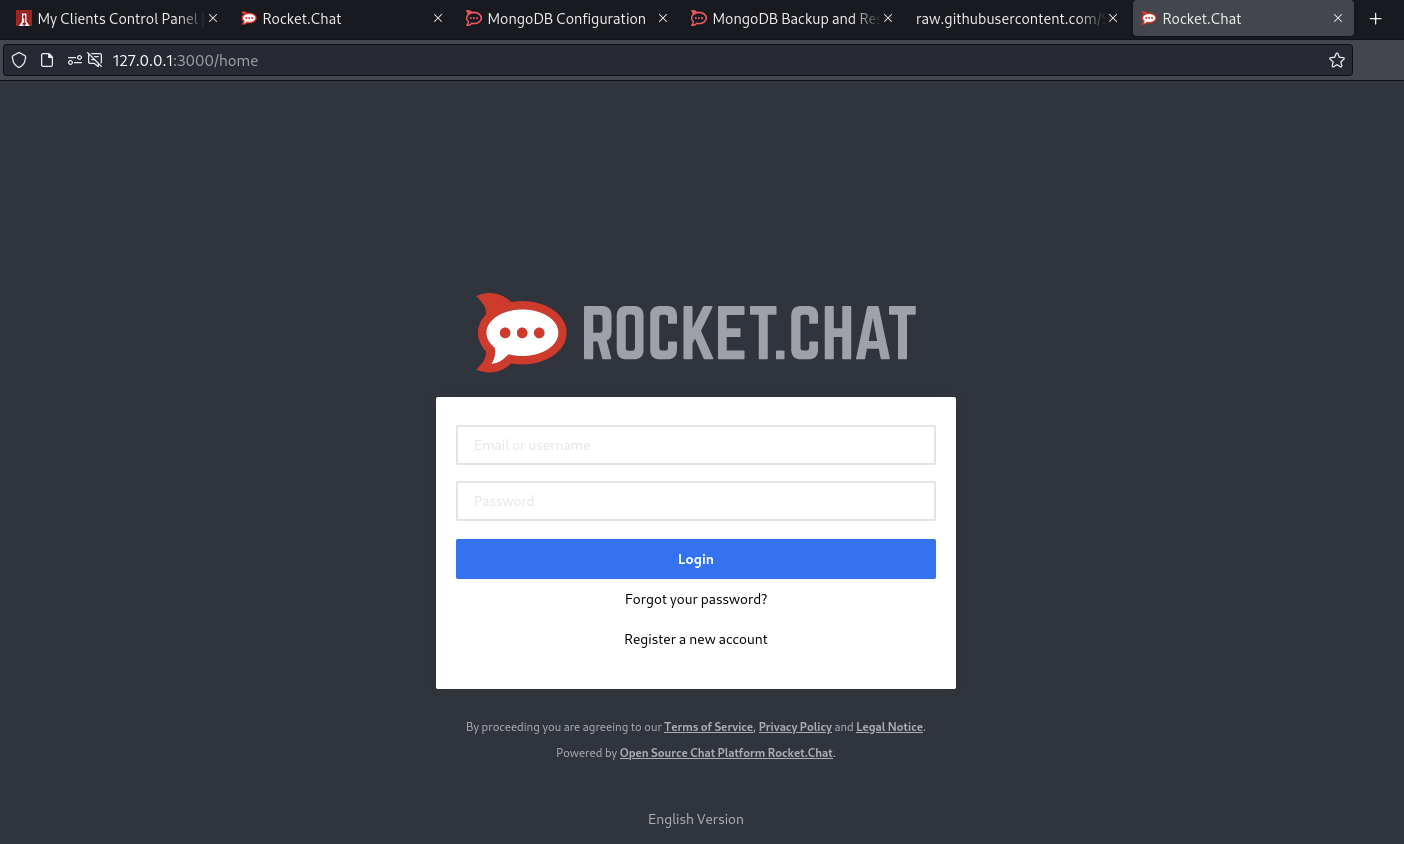 My Clients Control Panel
Rocket.Chat
MongoDB Configuration
MongoDB Backup and Res
raw.githubusercontent.com/
Rocket.Chat
127.0.0.1:3000/home
ROCKET.CHAT
Email or username
Password
Login
Forgot your password?
Register a new account
By proceeding you are agreeing to our Terms of Service, Privacy Policy and Legal Notice.
Powered by Open Source Chat Platform Rocket.Chat.
English Version